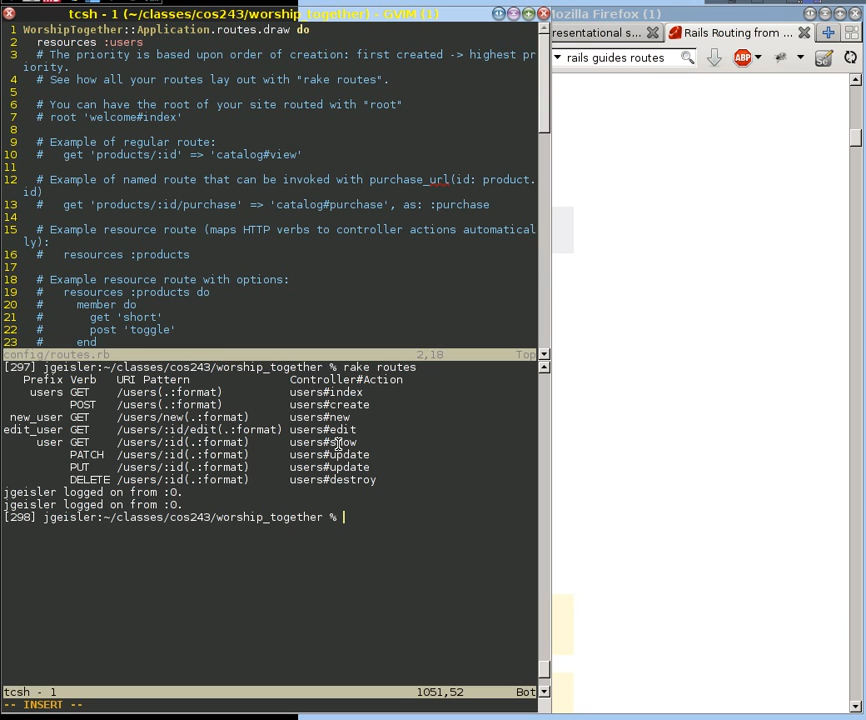 tcsh - 1 (~/classes/cos243/worship_together) - GVIM (1)
ozilla Firefox (1)
resentational s...
Rails Routing from ...
rails guides routes
ABP
1 WorshipTogether::Application.routes.draw do
2   resources :users
3   # The priority is based upon order of creation: first created -> highest pr
iority.
4   # See how all your routes lay out with "rake routes".
5
6   # You can have the root of your site routed with "root"
7   # root 'welcome#index'
8
9   # Example of regular route:
10   #   get 'products/:id' => 'catalog#view'
11
12   # Example of named route that can be invoked with purchase_url(id: product.
id)
13   #   get 'products/:id/purchase' => 'catalog#purchase', as: :purchase
14
15   # Example resource route (maps HTTP verbs to controller actions automatical
ly):
16   #   resources :products
17
18   # Example resource route with options:
19   #   resources :products do
20   #     member do
21   #       get 'short'
22   #       post 'toggle'
23   #     end
config/routes.rb 2,18 Top
[297] jgeisler:~/classes/cos243/worship_together % rake routes
Prefix Verb   URI Pattern               Controller#Action
users GET    /users(.:format)          users#index
POST   /users(.:format)          users#create
new_user GET    /users/new(.:format)      users#new
edit_user GET    /users/:id/edit(.:format) users#edit
user GET    /users/:id(.:format)      users#show
PATCH  /users/:id(.:format)      users#update
PUT    /users/:id(.:format)      users#update
DELETE /users/:id(.:format)      users#destroy
jgeisler logged on from :0.
jgeisler logged on from :0.
[298] jgeisler:~/classes/cos243/worship_together %
tcsh - 1 1051,52 Bot
-- INSERT --